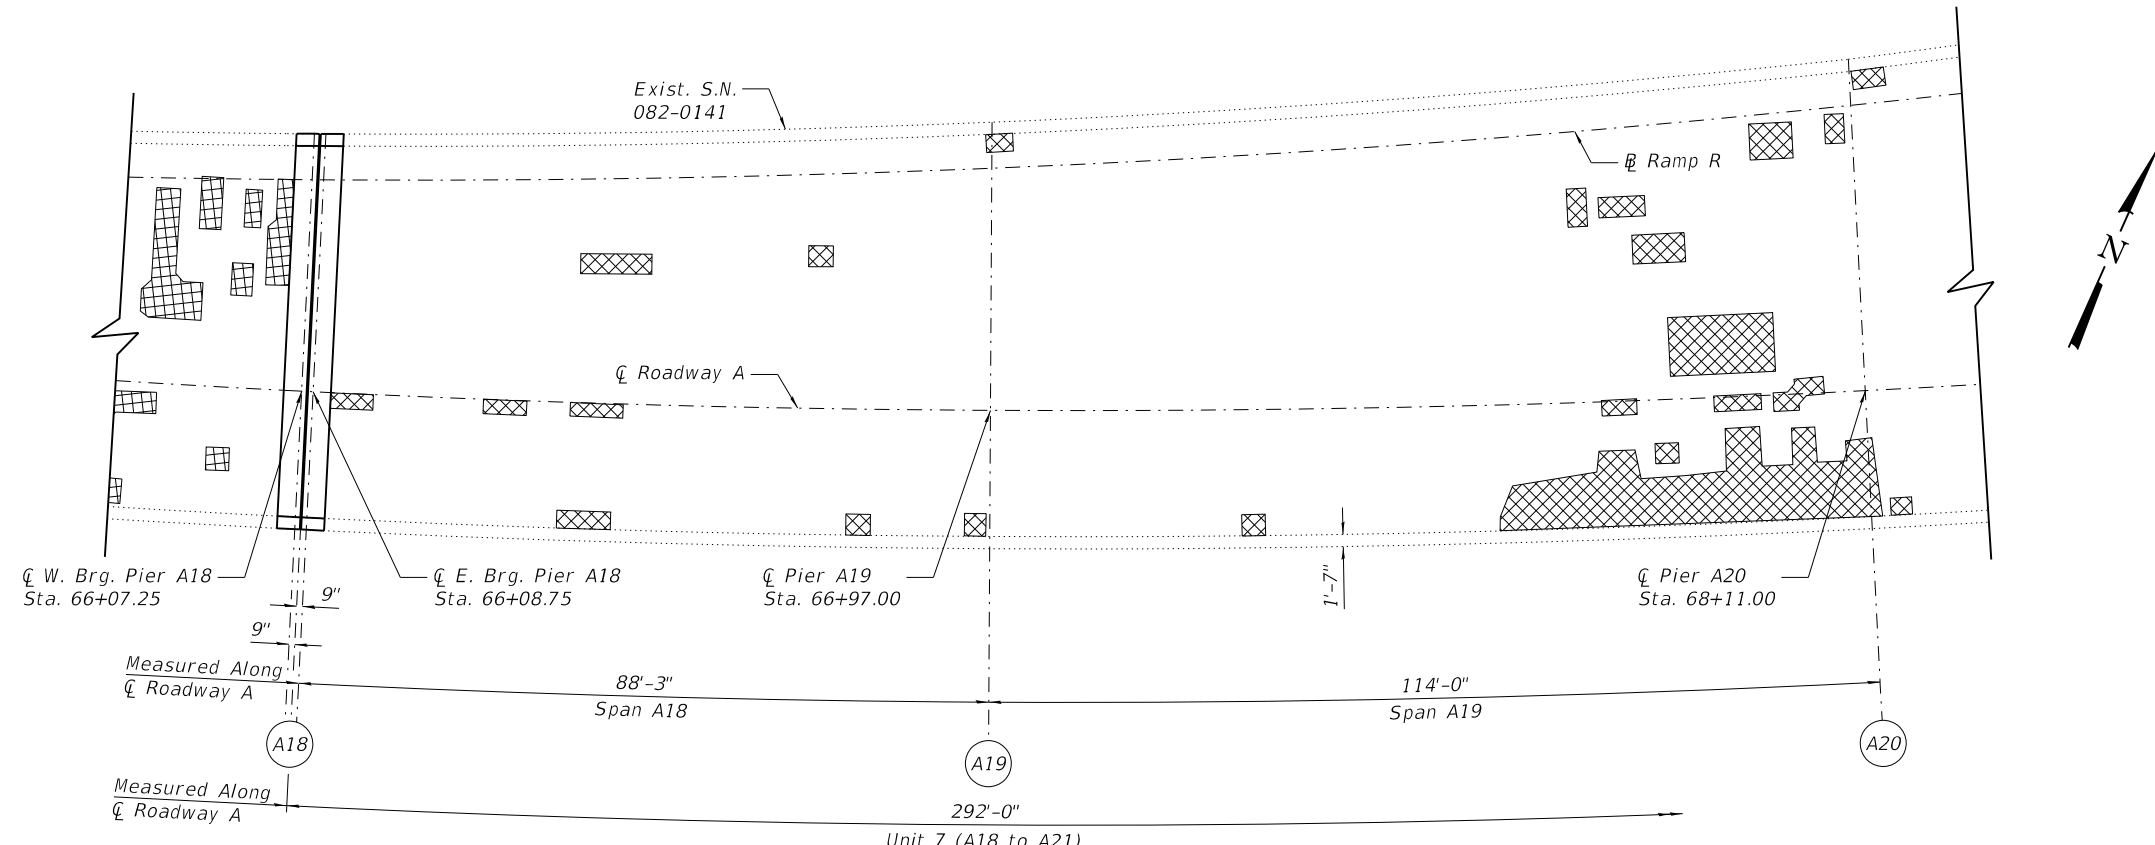 Exist. S.N.
082-0141
℄ Ramp R
N
℄ Roadway A
℄ W. Brg. Pier A18
Sta. 66+07.25
℄ E. Brg. Pier A18
Sta. 66+08.75
℄ Pier A19
Sta. 66+97.00
1'-7"
℄ Pier A20
Sta. 68+11.00
9"
9"
Measured Along
℄ Roadway A
88'-3"
Span A18
114'-0"
Span A19
A18
A19
A20
Measured Along
℄ Roadway A
292'-0"
Unit 7 (A18 to A21)